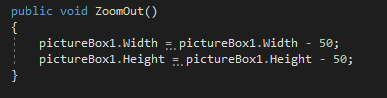 public void ZoomOut()
{
pictureBox1.Width = pictureBox1.Width - 50;
pictureBox1.Height = pictureBox1.Height - 50;
}